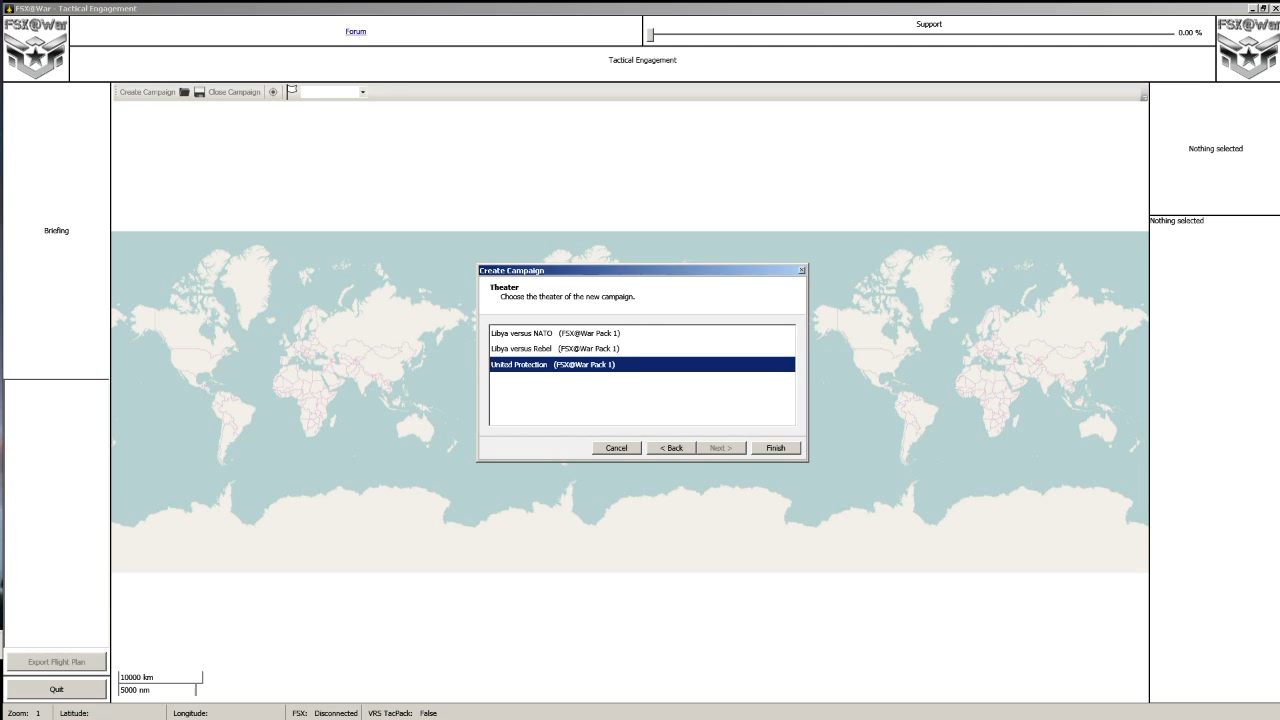 FSX@War - Tactical Engagement
FSX@War
Forum
Support
0.00 %
FSX@War
Tactical Engagement
Create Campaign
Close Campaign
Nothing selected
Nothing selected
Briefing
Create Campaign
Theater
Choose the theater of the new campaign.
Libya versus NATO (FSX@War Pack 1)
Libya versus Rebel (FSX@War Pack 1)
United Protection (FSX@War Pack 1)
Cancel
< Back
Next >
Finish
Export Flight Plan
Quit
10000 km
5000 nm
Zoom: 1
Latitude:
Longitude:
FSX: Disconnected
VRS TacPack: False